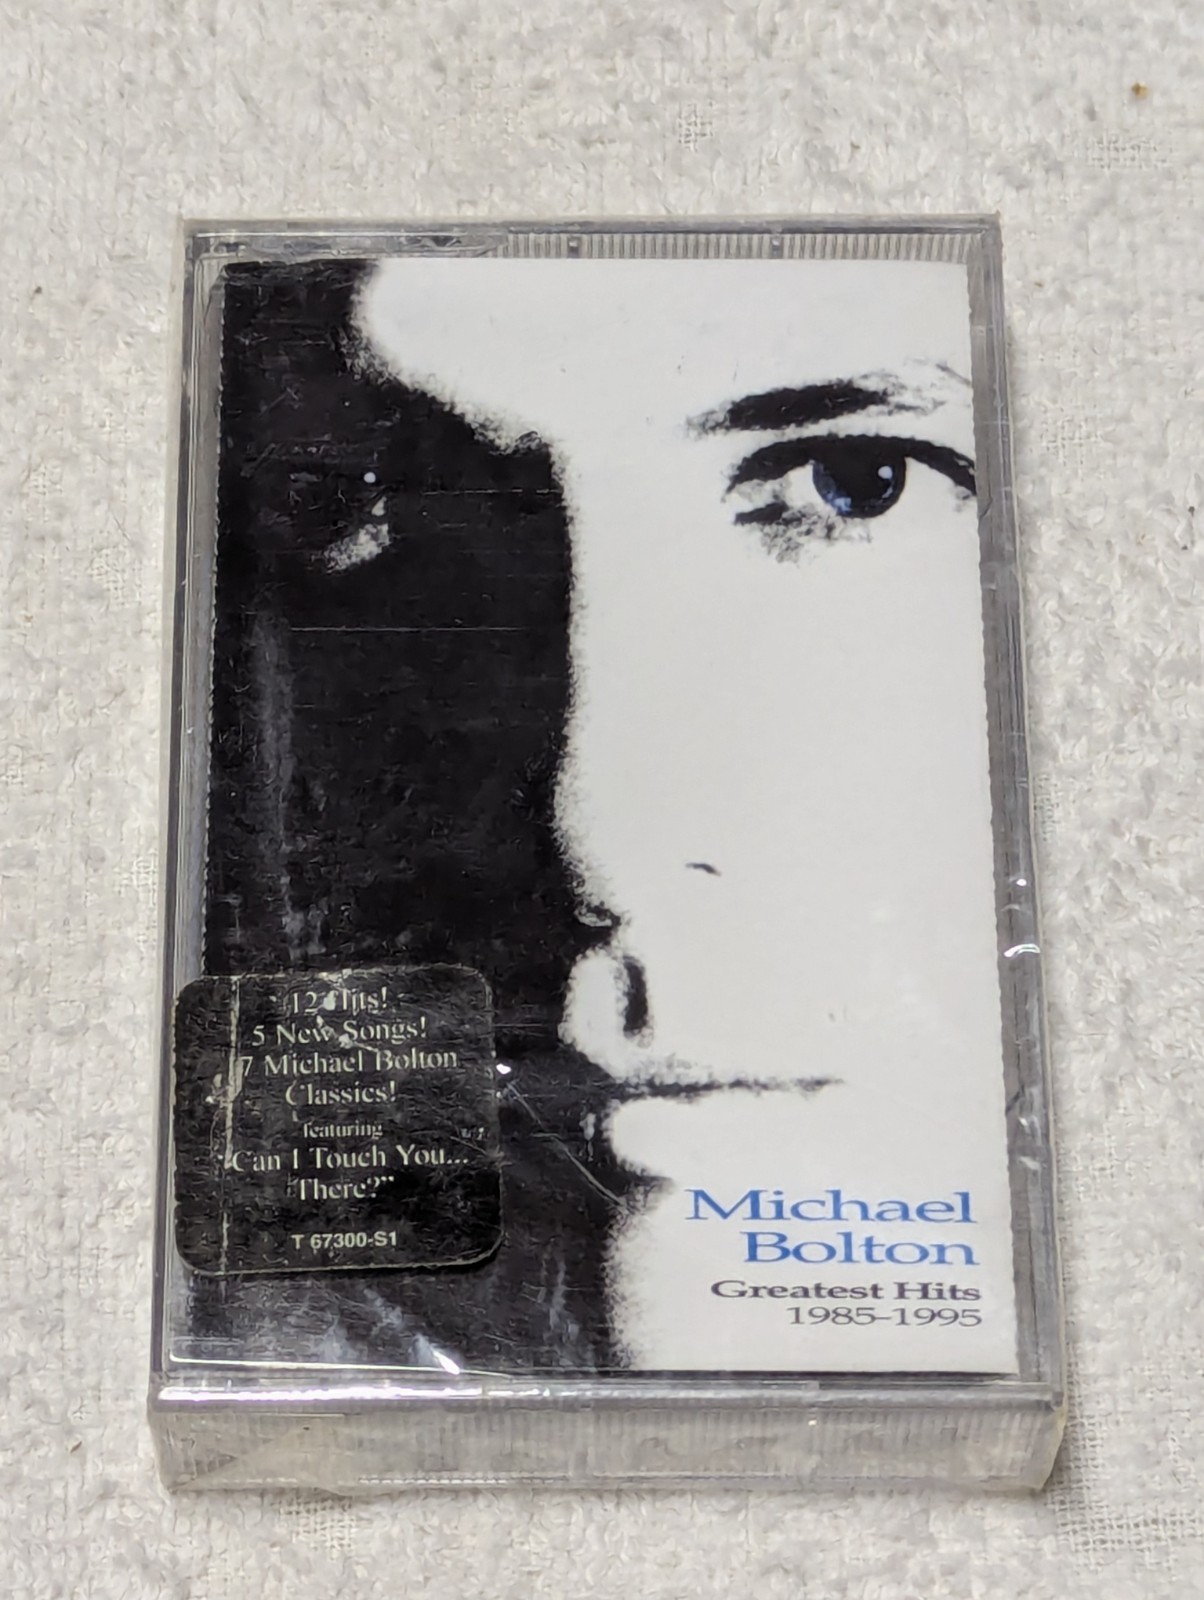 12 Hits!
5 New Songs!
7 Michael Bolton
Classics!
featuring
"Can I Touch You...
There?"
T 67300-S1
Michael
Bolton
Greatest Hits
1985-1995